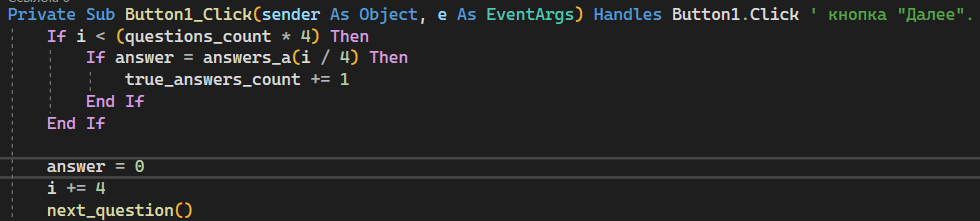 Private Sub Button1_Click(sender As Object, e As EventArgs) Handles Button1.Click ' кнопка "Далее".
If i < (questions_count * 4) Then
If answer = answers_a(i / 4) Then
true_answers_count += 1
End If
End If
answer = 0
i += 4
next_question()